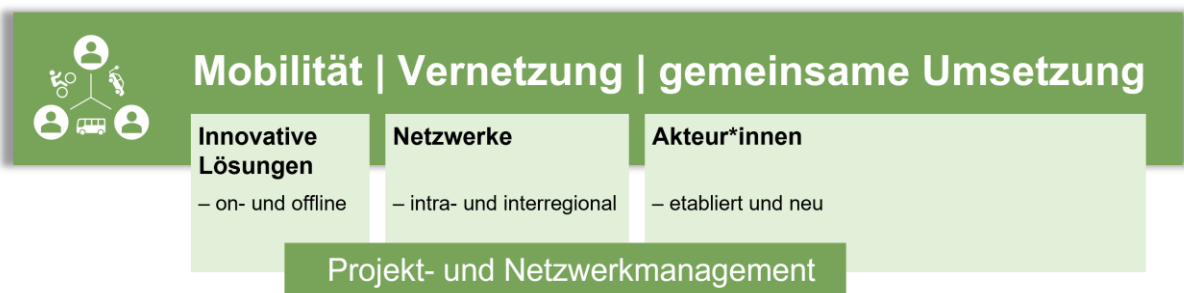 Mobilität | Vernetzung | gemeinsame Umsetzung
Innovative
Lösungen
– on- und offline
Netzwerke
– intra- und interregional
Akteur*innen
– etabliert und neu
Projekt- und Netzwerkmanagement